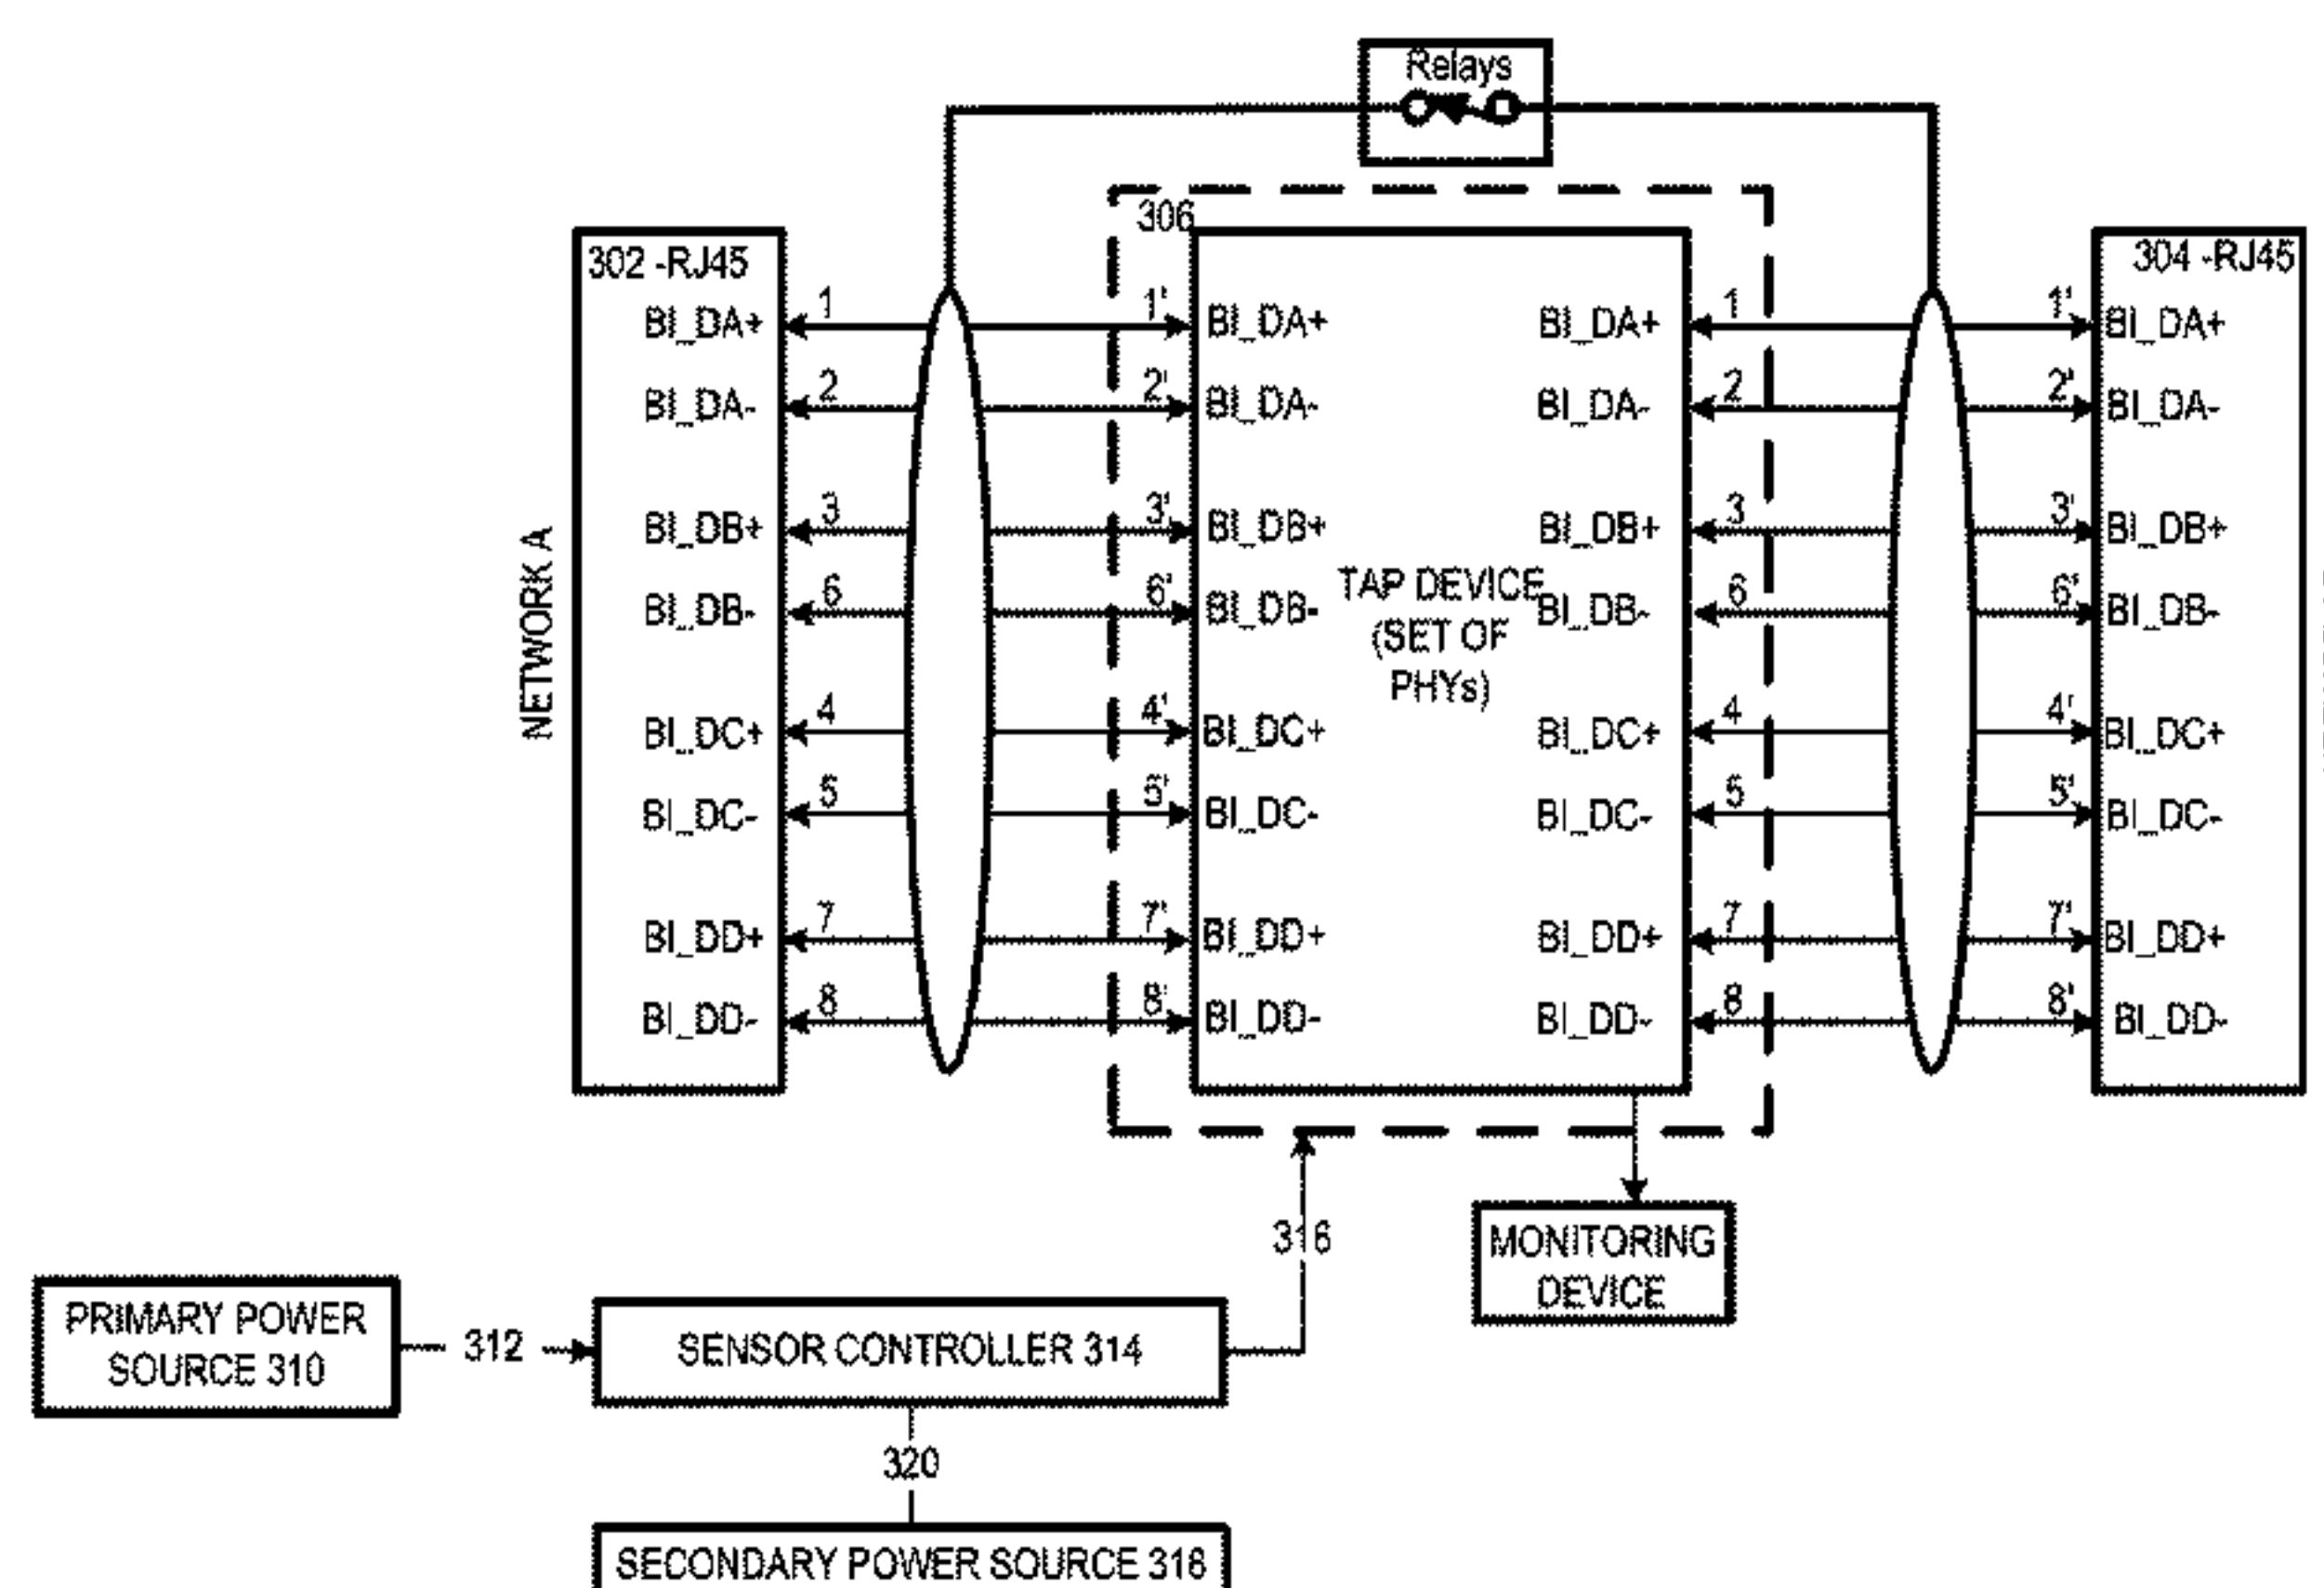 Relays
306
302 -RJ45
304 -RJ45
BI_DA+ 1 1' BI_DA+ BI_DA+ 1 1' BI_DA+
BI_DA- 2 2' BI_DA- BI_DA- 2 2' BI_DA-
BI_DB+ 3 3' BI_DB+ BI_DB+ 3 3' BI_DB+
NETWORK A
TAP DEVICE
(SET OF
PHYs)
BI_DB- 6 6' BI_DB- BI_DB- 6 6' BI_DB-
BI_DC+ 4 4' BI_DC+ BI_DC+ 4 4' BI_DC+
BI_DC- 5 5' BI_DC- BI_DC- 5 5' BI_DC-
BI_DD+ 7 7' BI_DD+ BI_DD+ 7 7' BI_DD+
BI_DD- 8 8' BI_DD- BI_DD- 8 8' BI_DD-
316
MONITORING
DEVICE
PRIMARY POWER
SOURCE 310
312
SENSOR CONTROLLER 314
320
SECONDARY POWER SOURCE 318